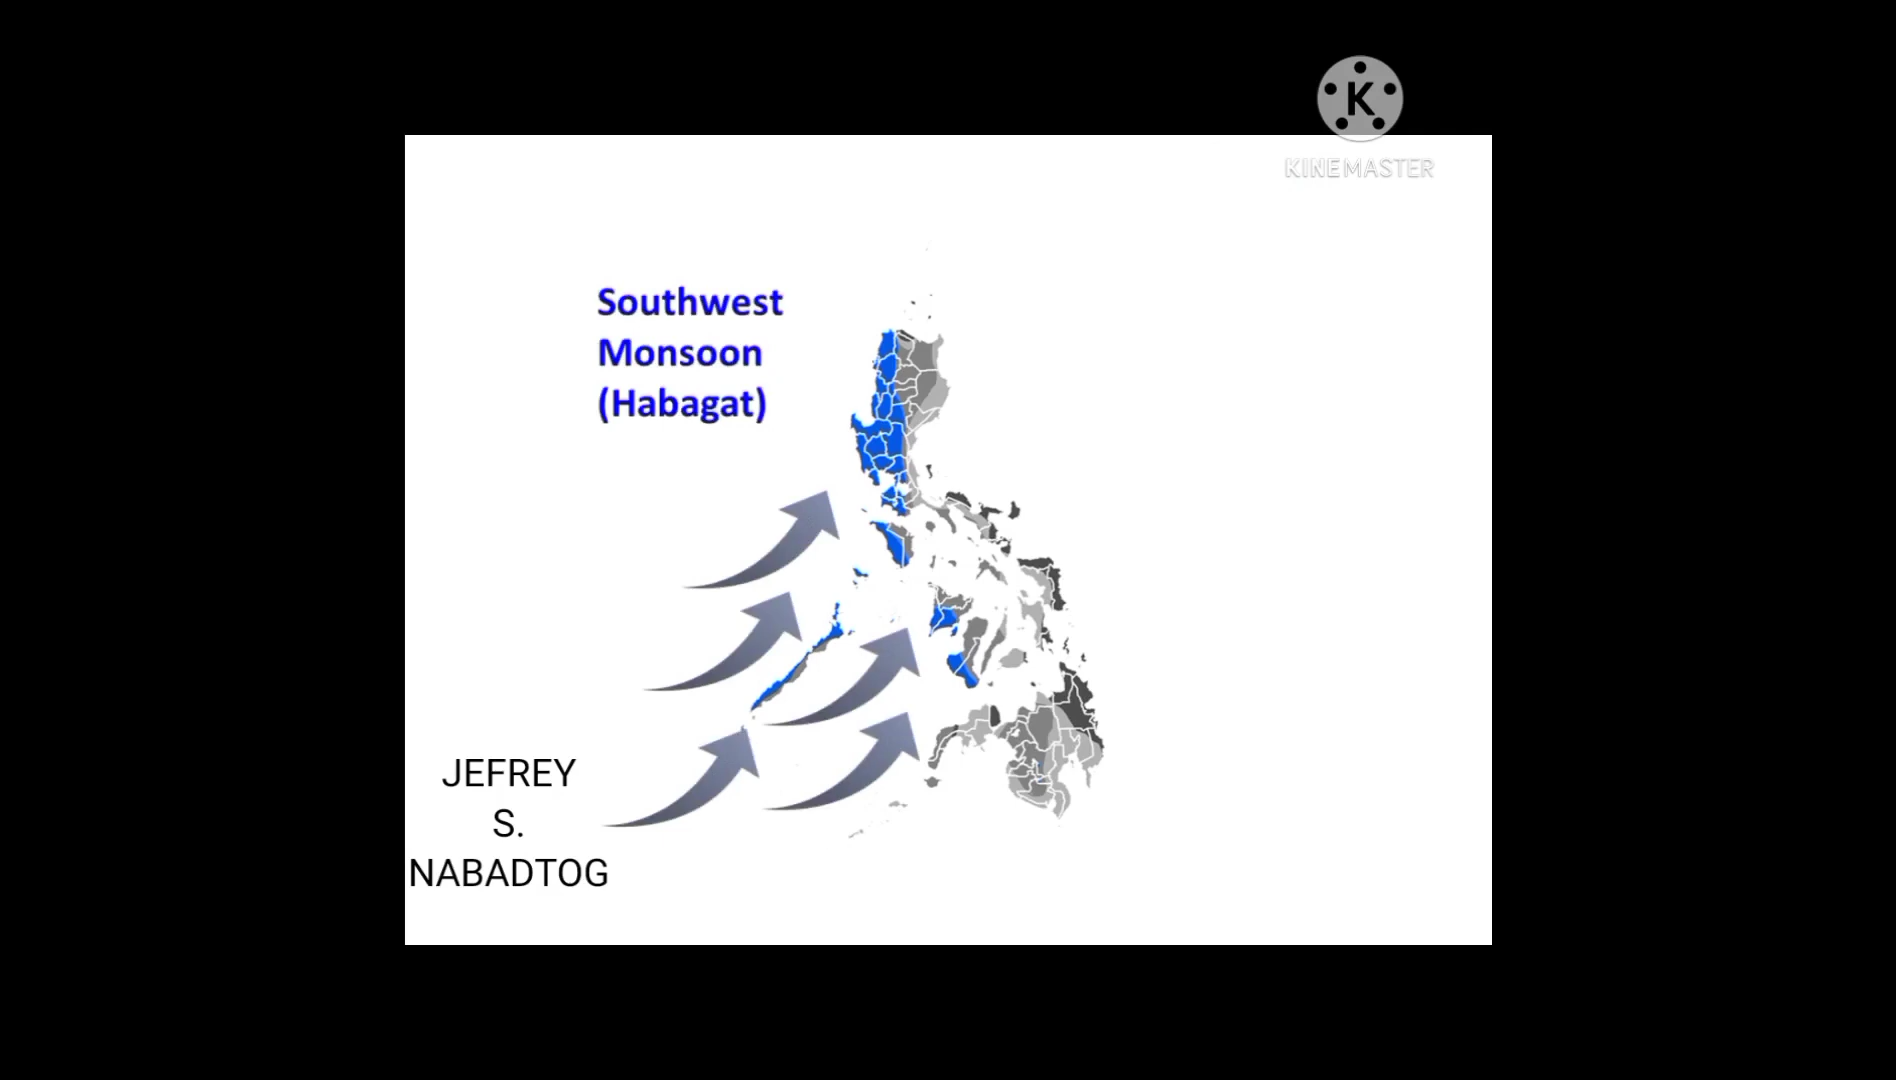 K
KINEMASTER
Southwest
Monsoon
(Habagat)
JEFREY
S.
NABADTOG